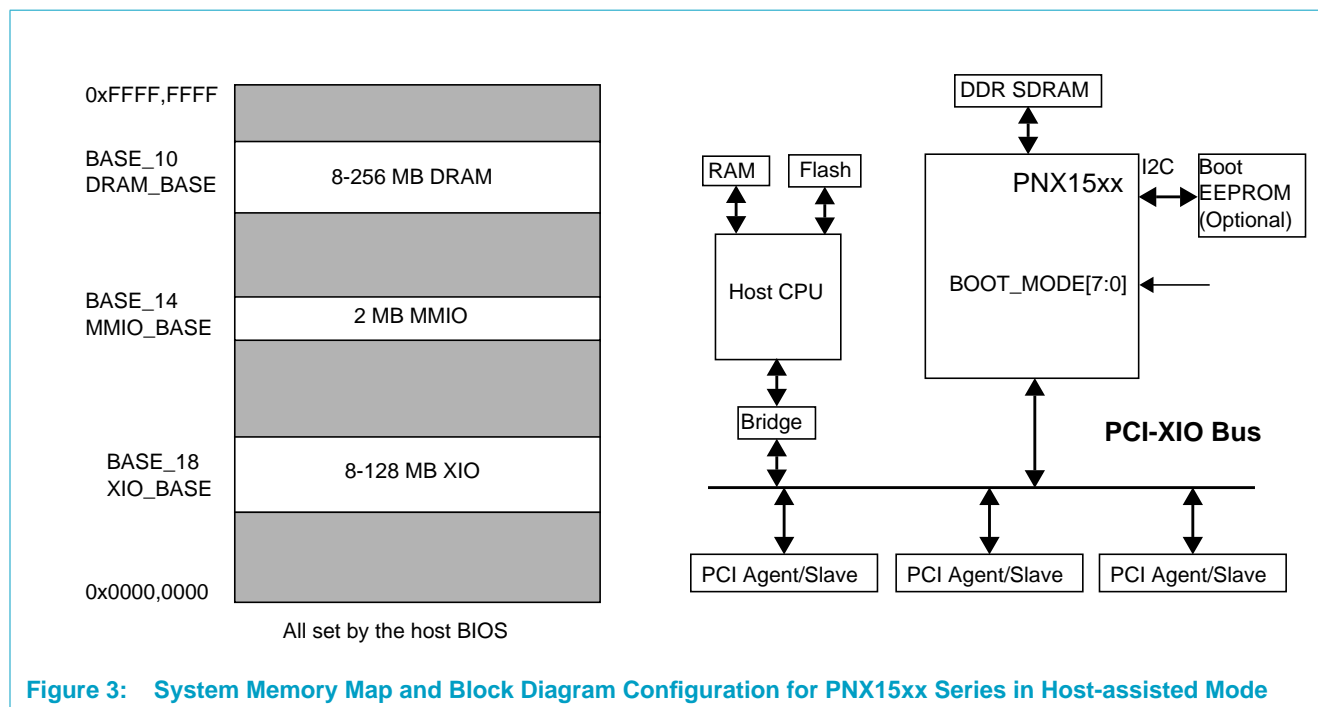 0xFFFF,FFFF
BASE_10
DRAM_BASE
8-256 MB DRAM
BASE_14
MMIO_BASE
2 MB MMIO
BASE_18
XIO_BASE
8-128 MB XIO
0x0000,0000
All set by the host BIOS
DDR SDRAM
RAM
Flash
PNX15xx
I2C
Boot
EEPROM
(Optional)
Host CPU
BOOT_MODE[7:0]
Bridge
PCI-XIO Bus
PCI Agent/Slave
PCI Agent/Slave
PCI Agent/Slave
Figure 3: System Memory Map and Block Diagram Configuration for PNX15xx Series in Host-assisted Mode